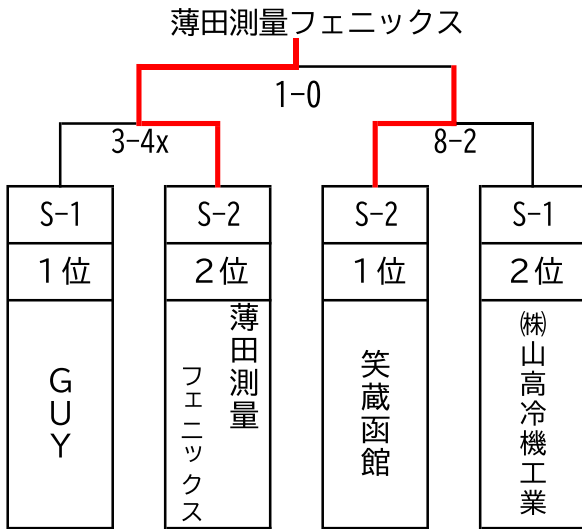 薄田測量フェニックス
1-0
3-4x
8-2
S-1
S-2
S-2
S-1
1位
2位
1位
2位
GUY
薄田測量
フェニックス
笑蔵函館
㈱山高冷機工業